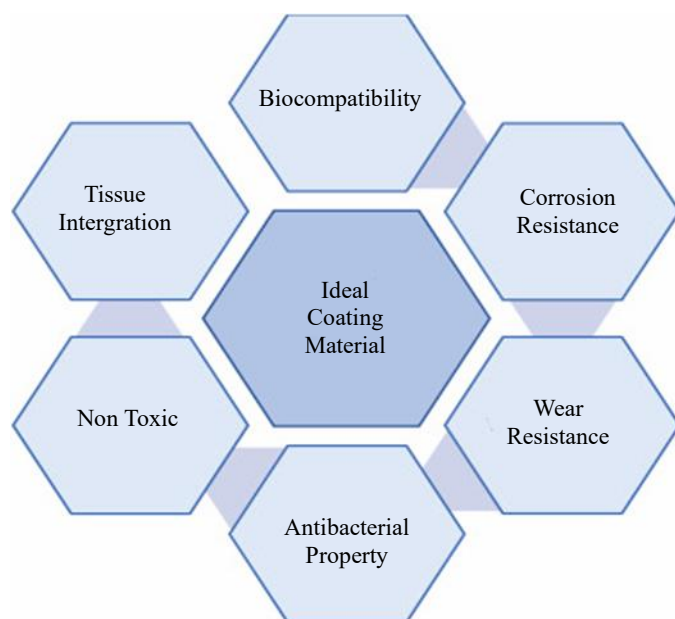 Biocompatibility
Corrosion
Resistance
Wear
Resistance
Antibacterial
Property
Non Toxic
Tissue
Intergration
Ideal
Coating
Material